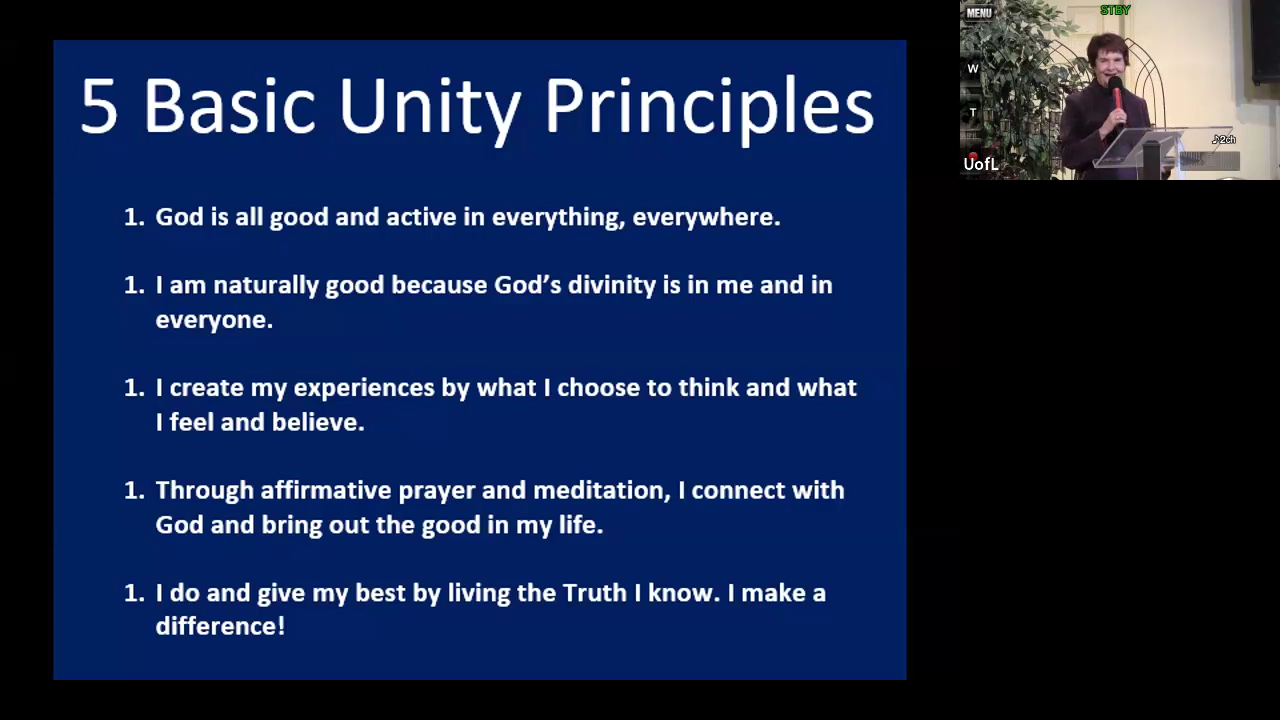 5 Basic Unity Principles
1. God is all good and active in everything, everywhere.
1. I am naturally good because God’s divinity is in me and in
everyone.
1. I create my experiences by what I choose to think and what
I feel and believe.
1. Through affirmative prayer and meditation, I connect with
God and bring out the good in my life.
1. I do and give my best by living the Truth I know. I make a
difference!
STBY
MENU
W
T
♪2ch
UofL